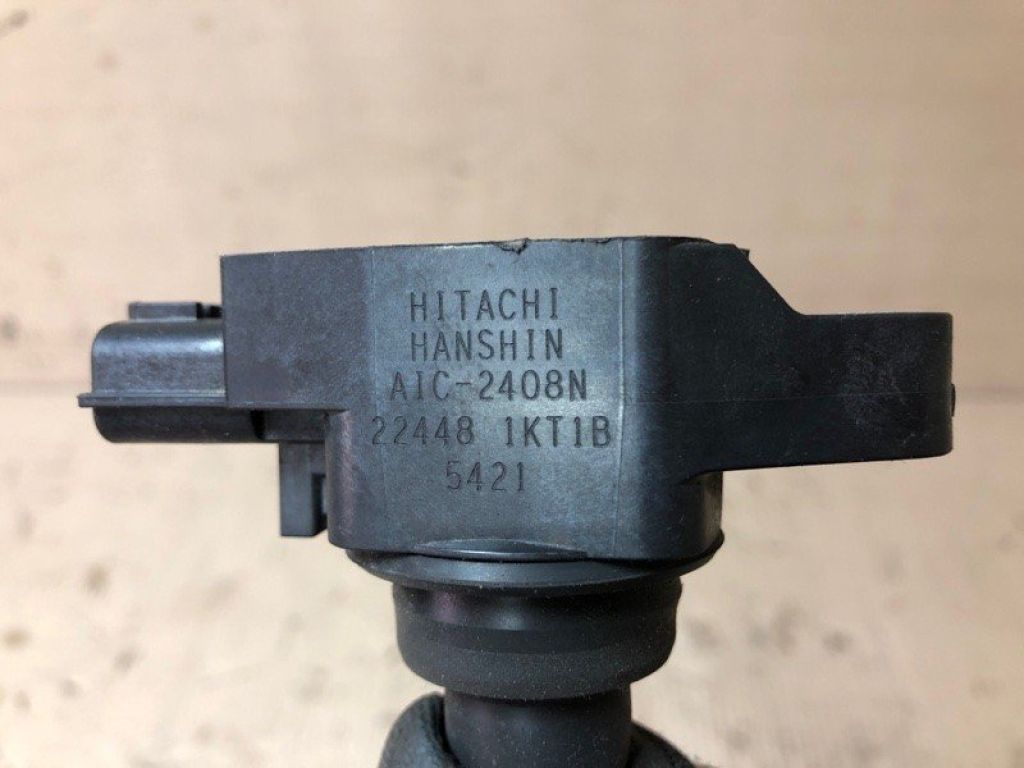 HITACHI
HANSHIN
AIC-2408N
22448 1KT1B
5421